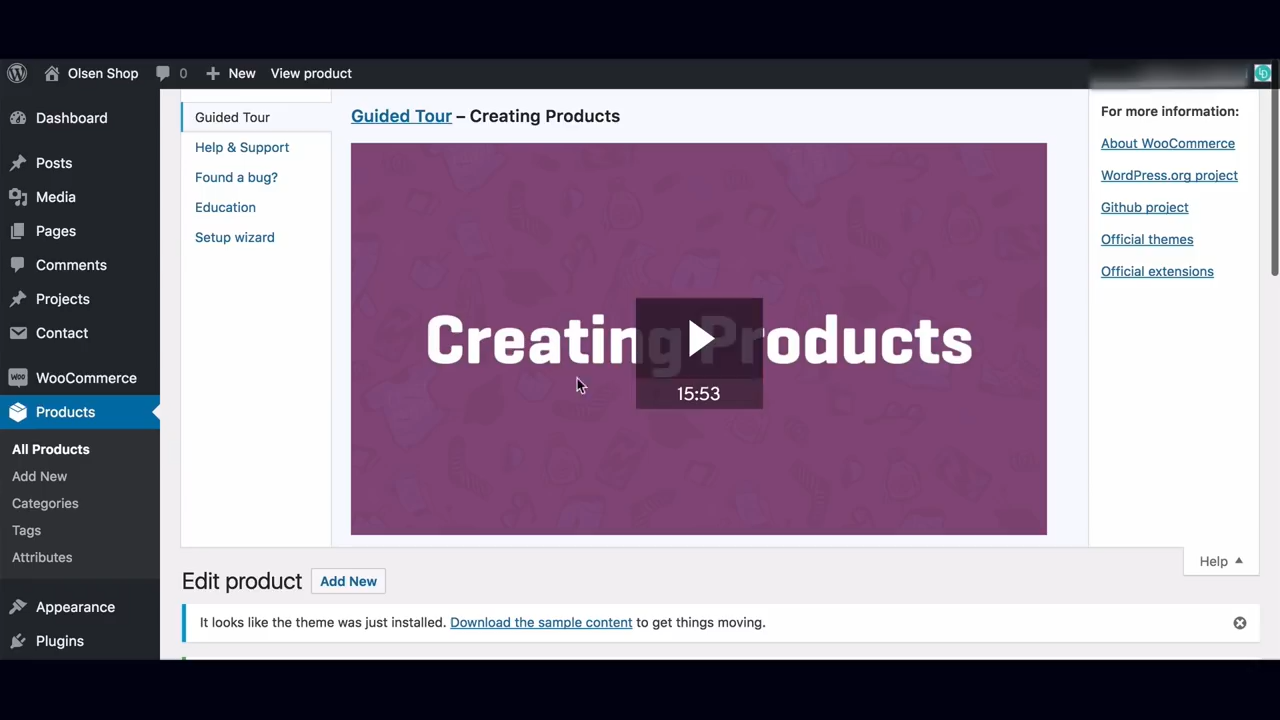 Olsen Shop
0
New
View product
Dashboard
Posts
Media
Pages
Comments
Projects
Contact
WooCommerce
Products
All Products
Add New
Categories
Tags
Attributes
Appearance
Plugins
Guided Tour
Help & Support
Found a bug?
Education
Setup wizard
Guided Tour – Creating Products
Creating Products
15:53
For more information:
About WooCommerce
WordPress.org project
Github project
Official themes
Official extensions
Help
Edit product
Add New
It looks like the theme was just installed. Download the sample content to get things moving.